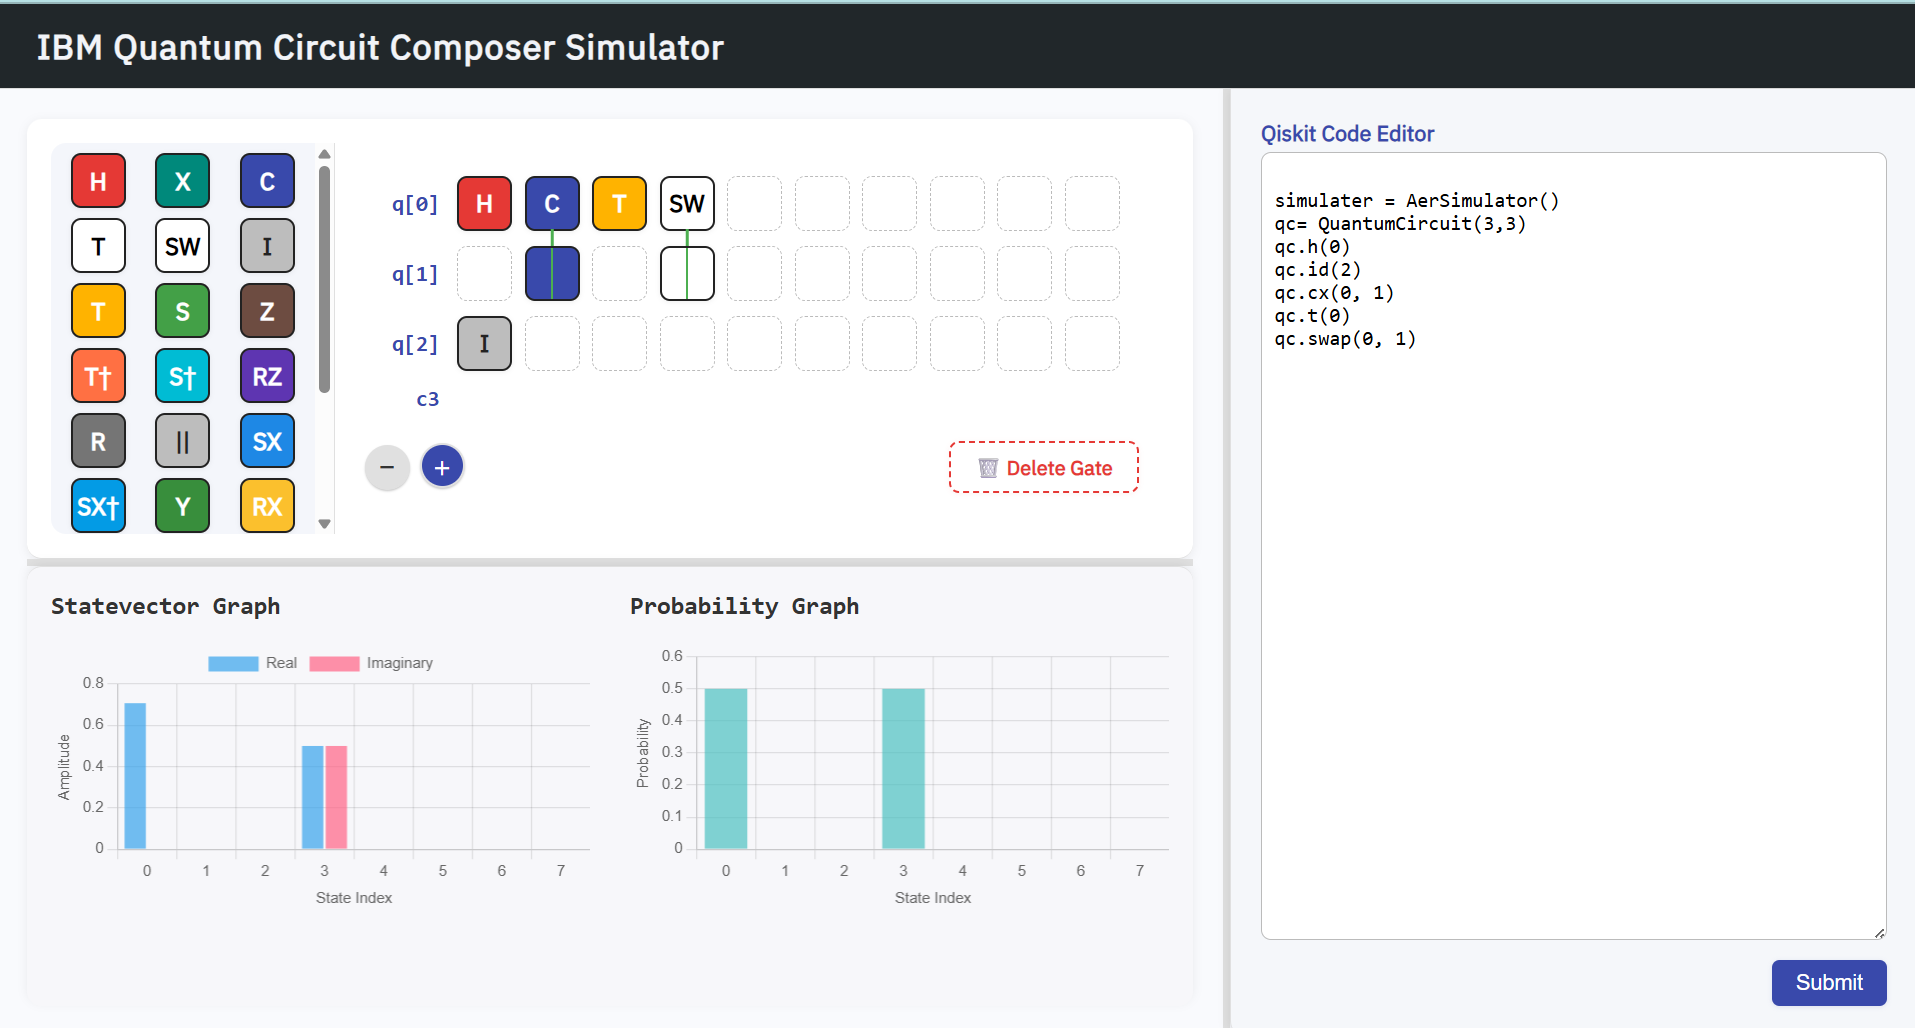 IBM Quantum Circuit Composer Simulator
H X C
T SW I
T S Z
T† S† RZ
R || SX
SX† Y RX
q[0] H C T SW
q[1]
q[2] I
c3
− +
Delete Gate
Statevector Graph
Real Imaginary
Amplitude
0.8
0.6
0.4
0.2
0
0 1 2 3 4 5 6 7
State Index
Probability Graph
Probability
0.6
0.5
0.4
0.3
0.2
0.1
0
0 1 2 3 4 5 6 7
State Index
Qiskit Code Editor
simulater = AerSimulator()
qc= QuantumCircuit(3,3)
qc.h(0)
qc.id(2)
qc.cx(0, 1)
qc.t(0)
qc.swap(0, 1)
Submit